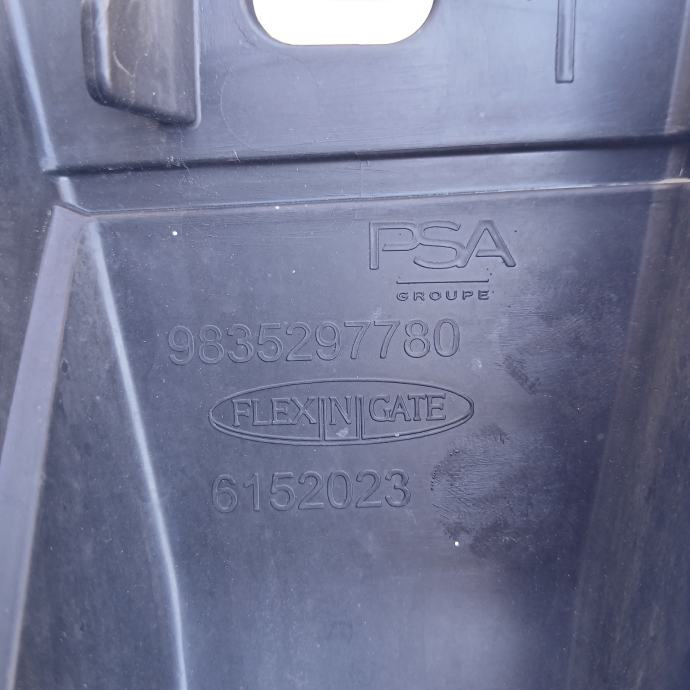 PSA
GROUPE
9835297780
FLEX|N|GATE
6152023